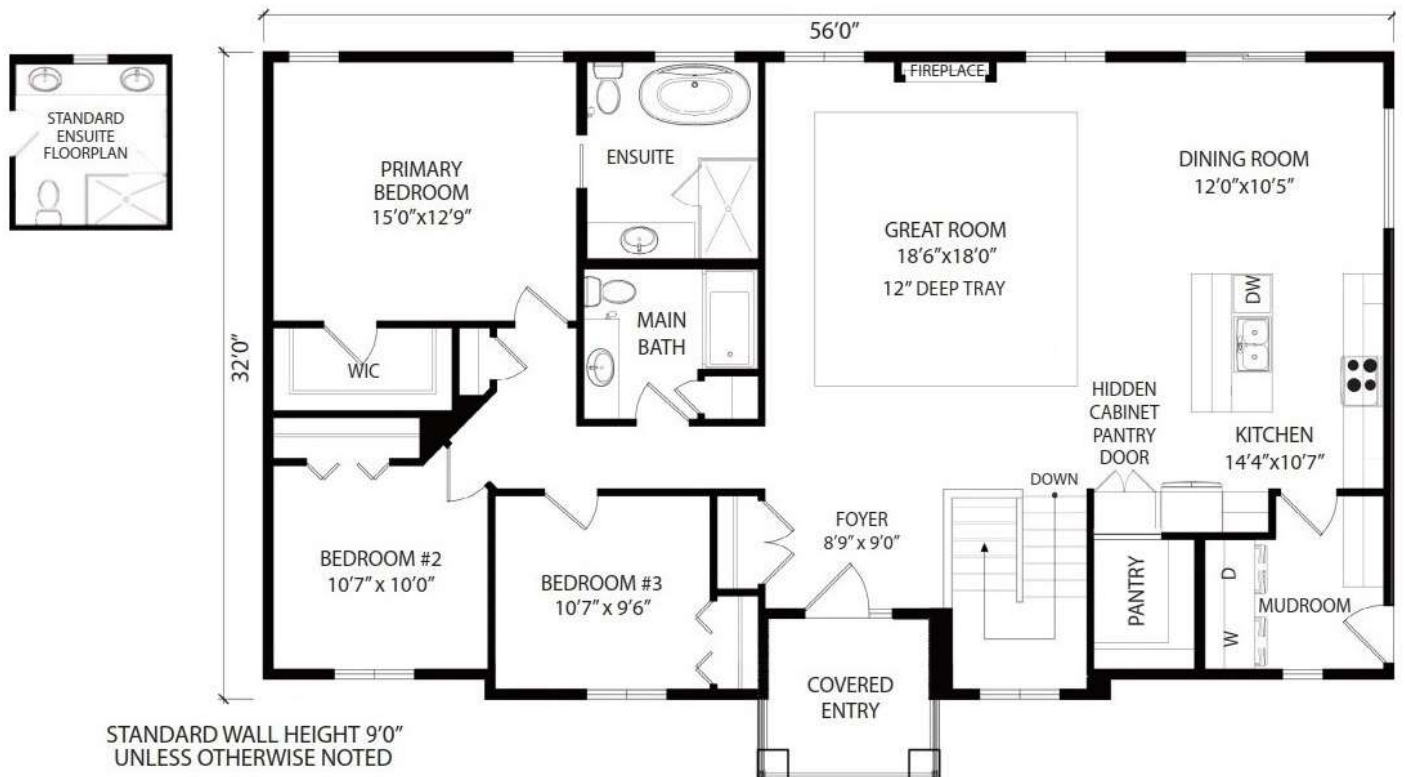 56'0"
STANDARD
ENSUITE
FLOORPLAN
FIREPLACE
PRIMARY
BEDROOM
15'0"x12'9"
ENSUITE
DINING ROOM
12'0"x10'5"
GREAT ROOM
18'6"x18'0"
12" DEEP TRAY
DW
32'0"
MAIN
BATH
WIC
HIDDEN
CABINET
PANTRY
DOOR
KITCHEN
14'4"x10'7"
DOWN
FOYER
8'9" x 9'0"
BEDROOM #2
10'7" x 10'0"
BEDROOM #3
10'7" x 9'6"
PANTRY
D
W
MUDROOM
COVERED
ENTRY
STANDARD WALL HEIGHT 9'0"
UNLESS OTHERWISE NOTED